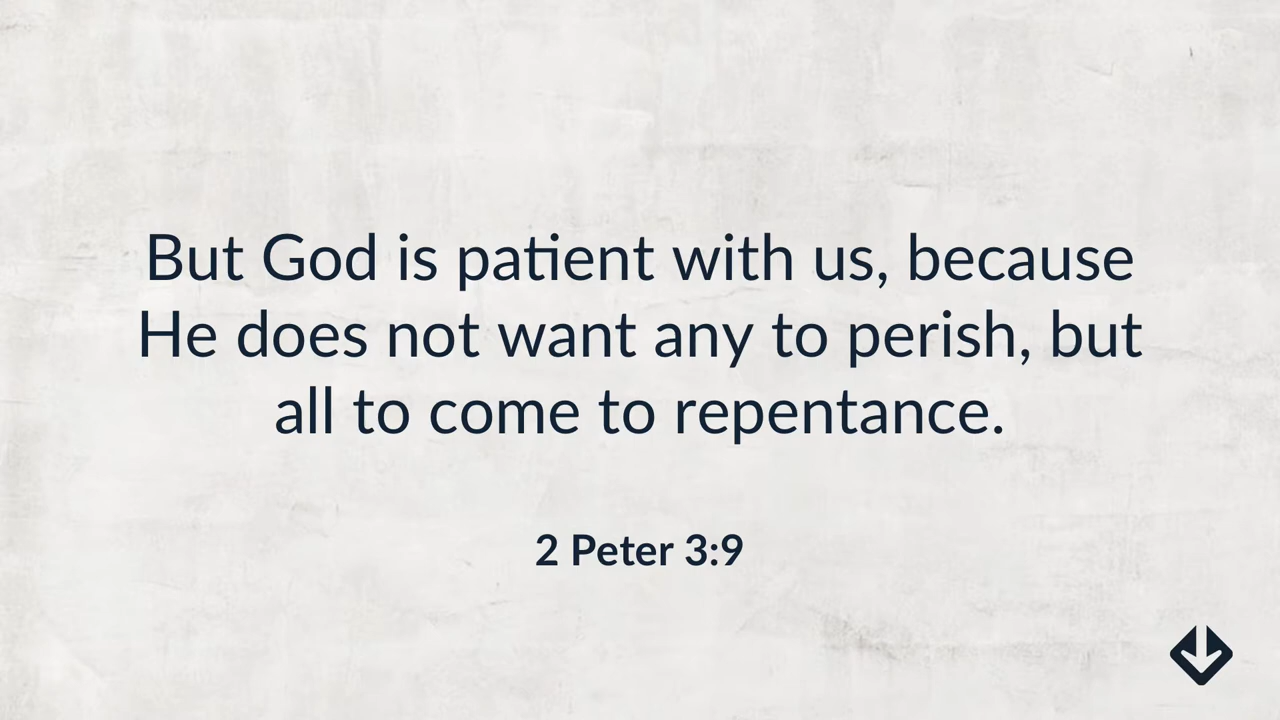 But God is patient with us, because
He does not want any to perish, but
all to come to repentance.
2 Peter 3:9